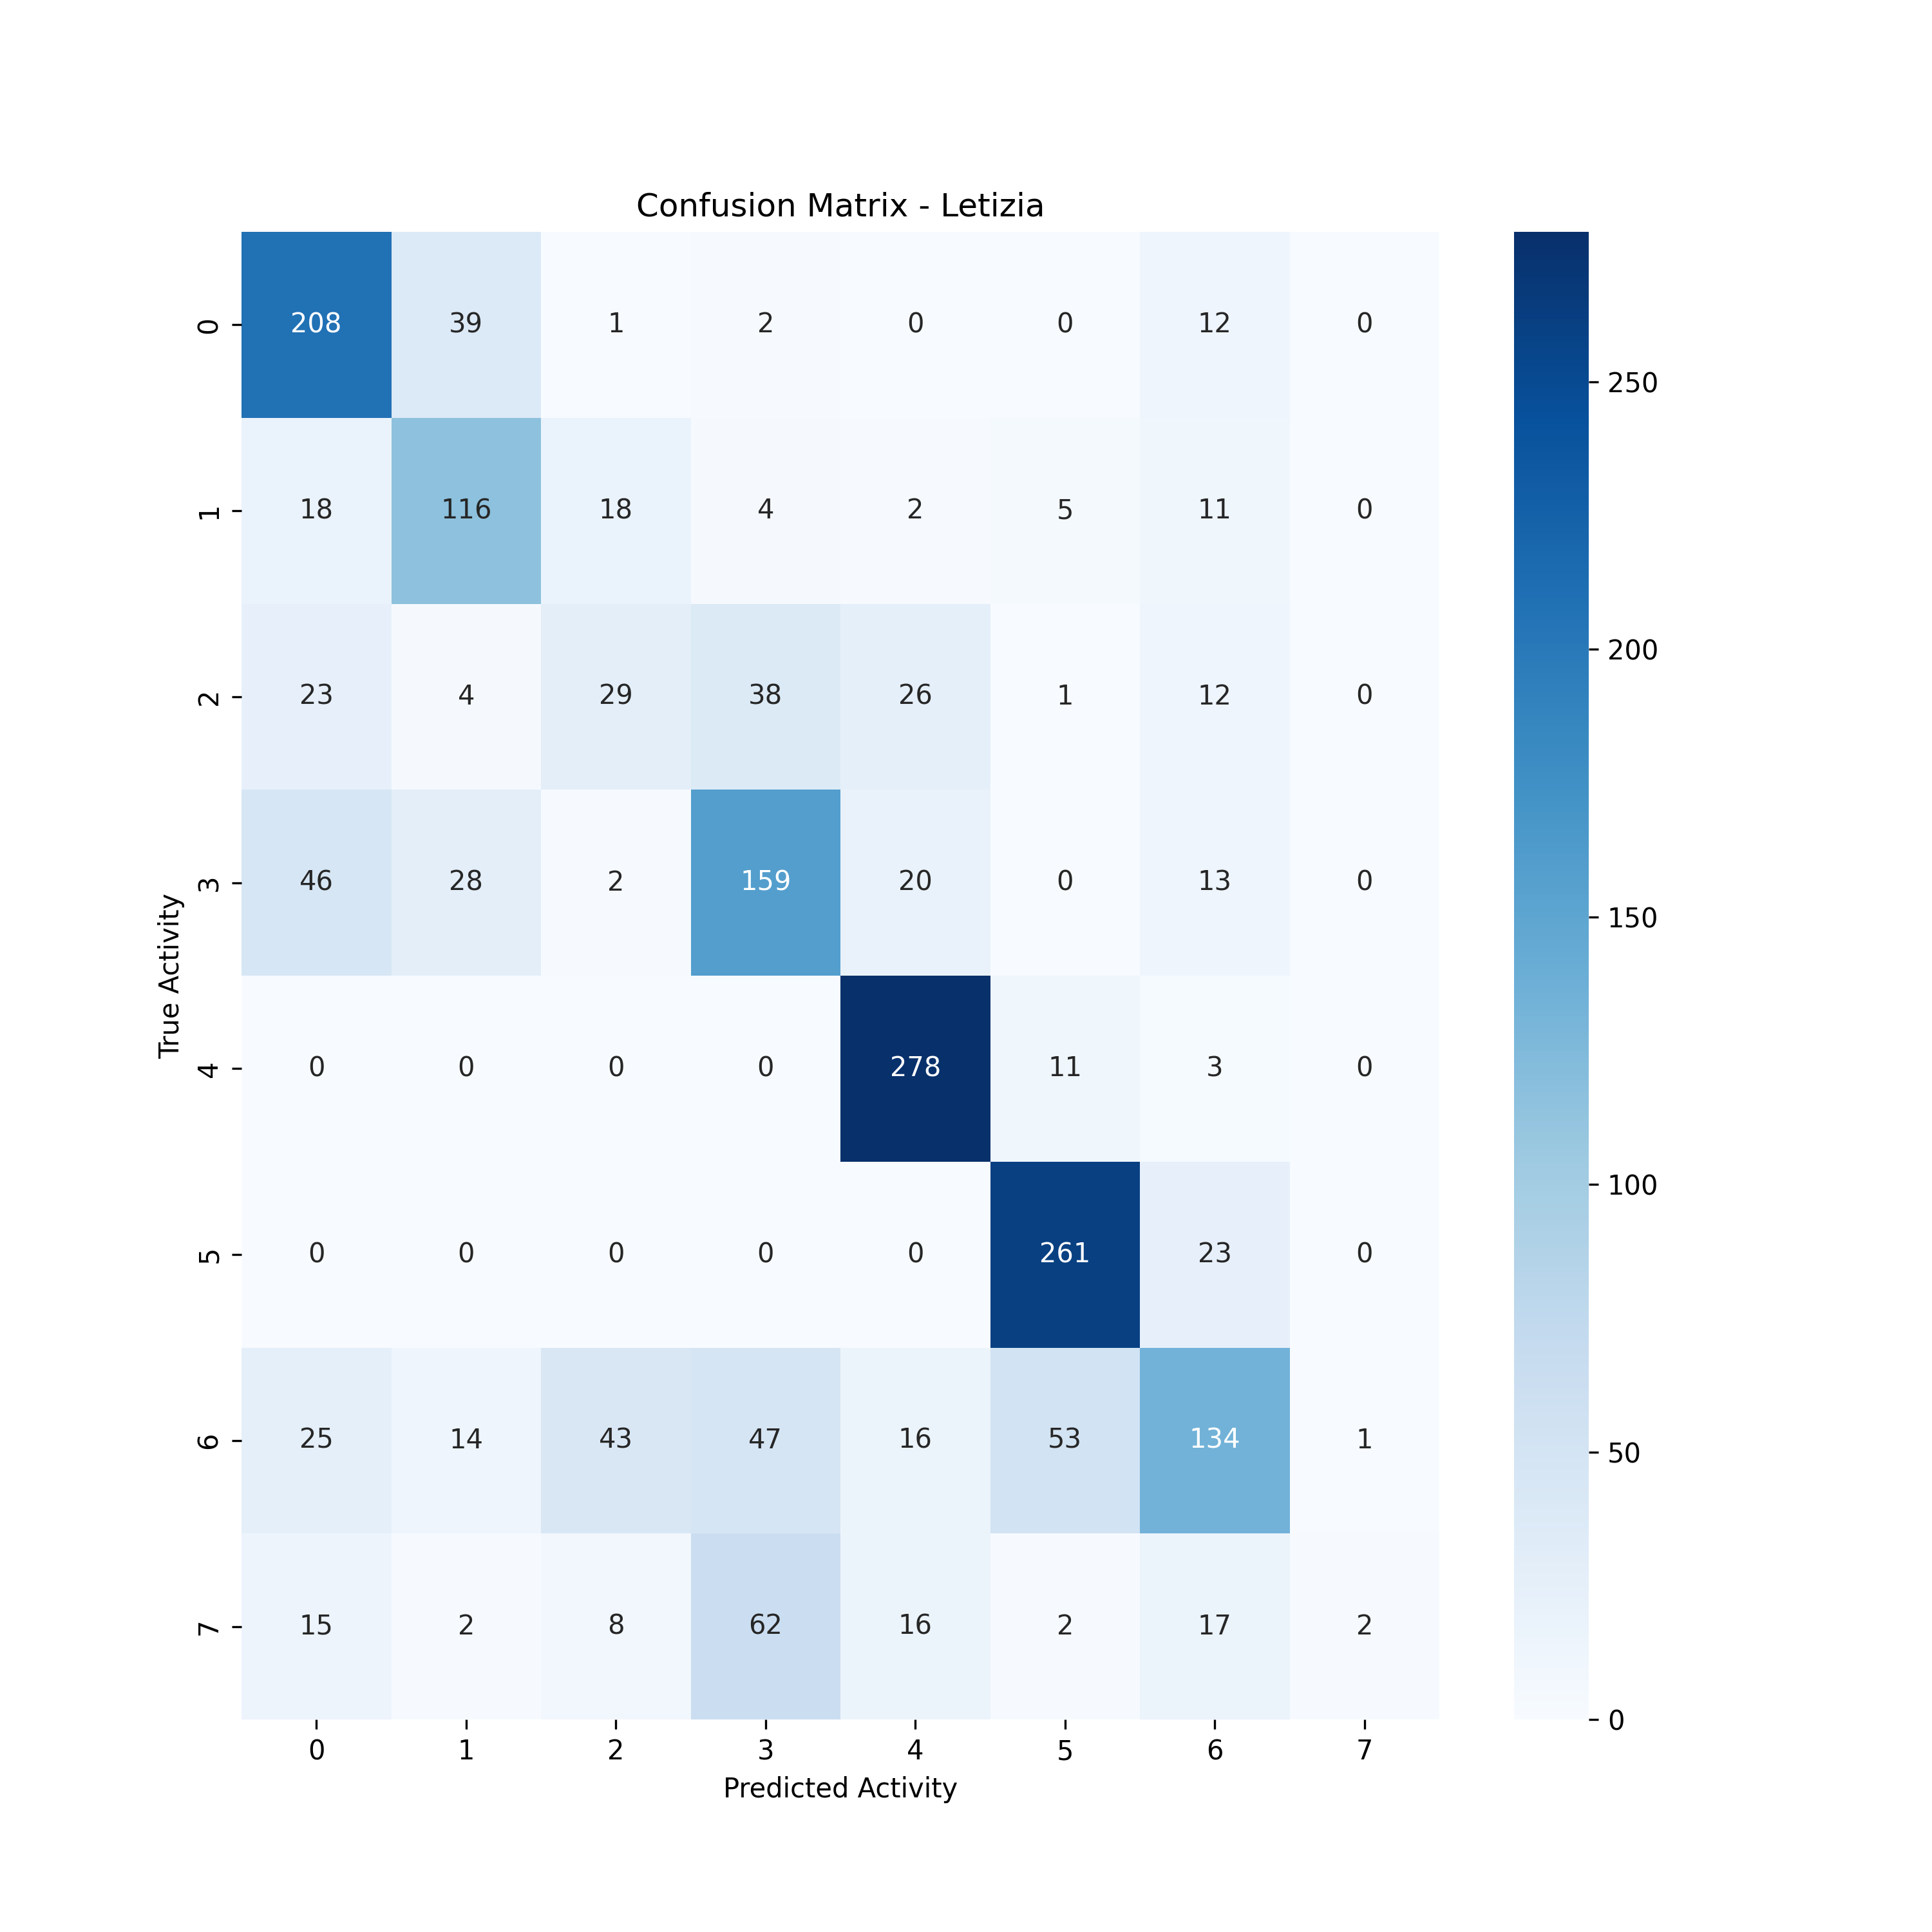 Confusion Matrix - Letizia
0 208 39 1 2 0 0 12 0
250
1 18 116 18 4 2 5 11 0
200
2 23 4 29 38 26 1 12 0
3 46 28 2 159 20 0 13 0
150
True Activity
4 0 0 0 0 278 11 3 0
100
5 0 0 0 0 0 261 23 0
6 25 14 43 47 16 53 134 1
50
7 15 2 8 62 16 2 17 2
0
0 1 2 3 4 5 6 7
Predicted Activity